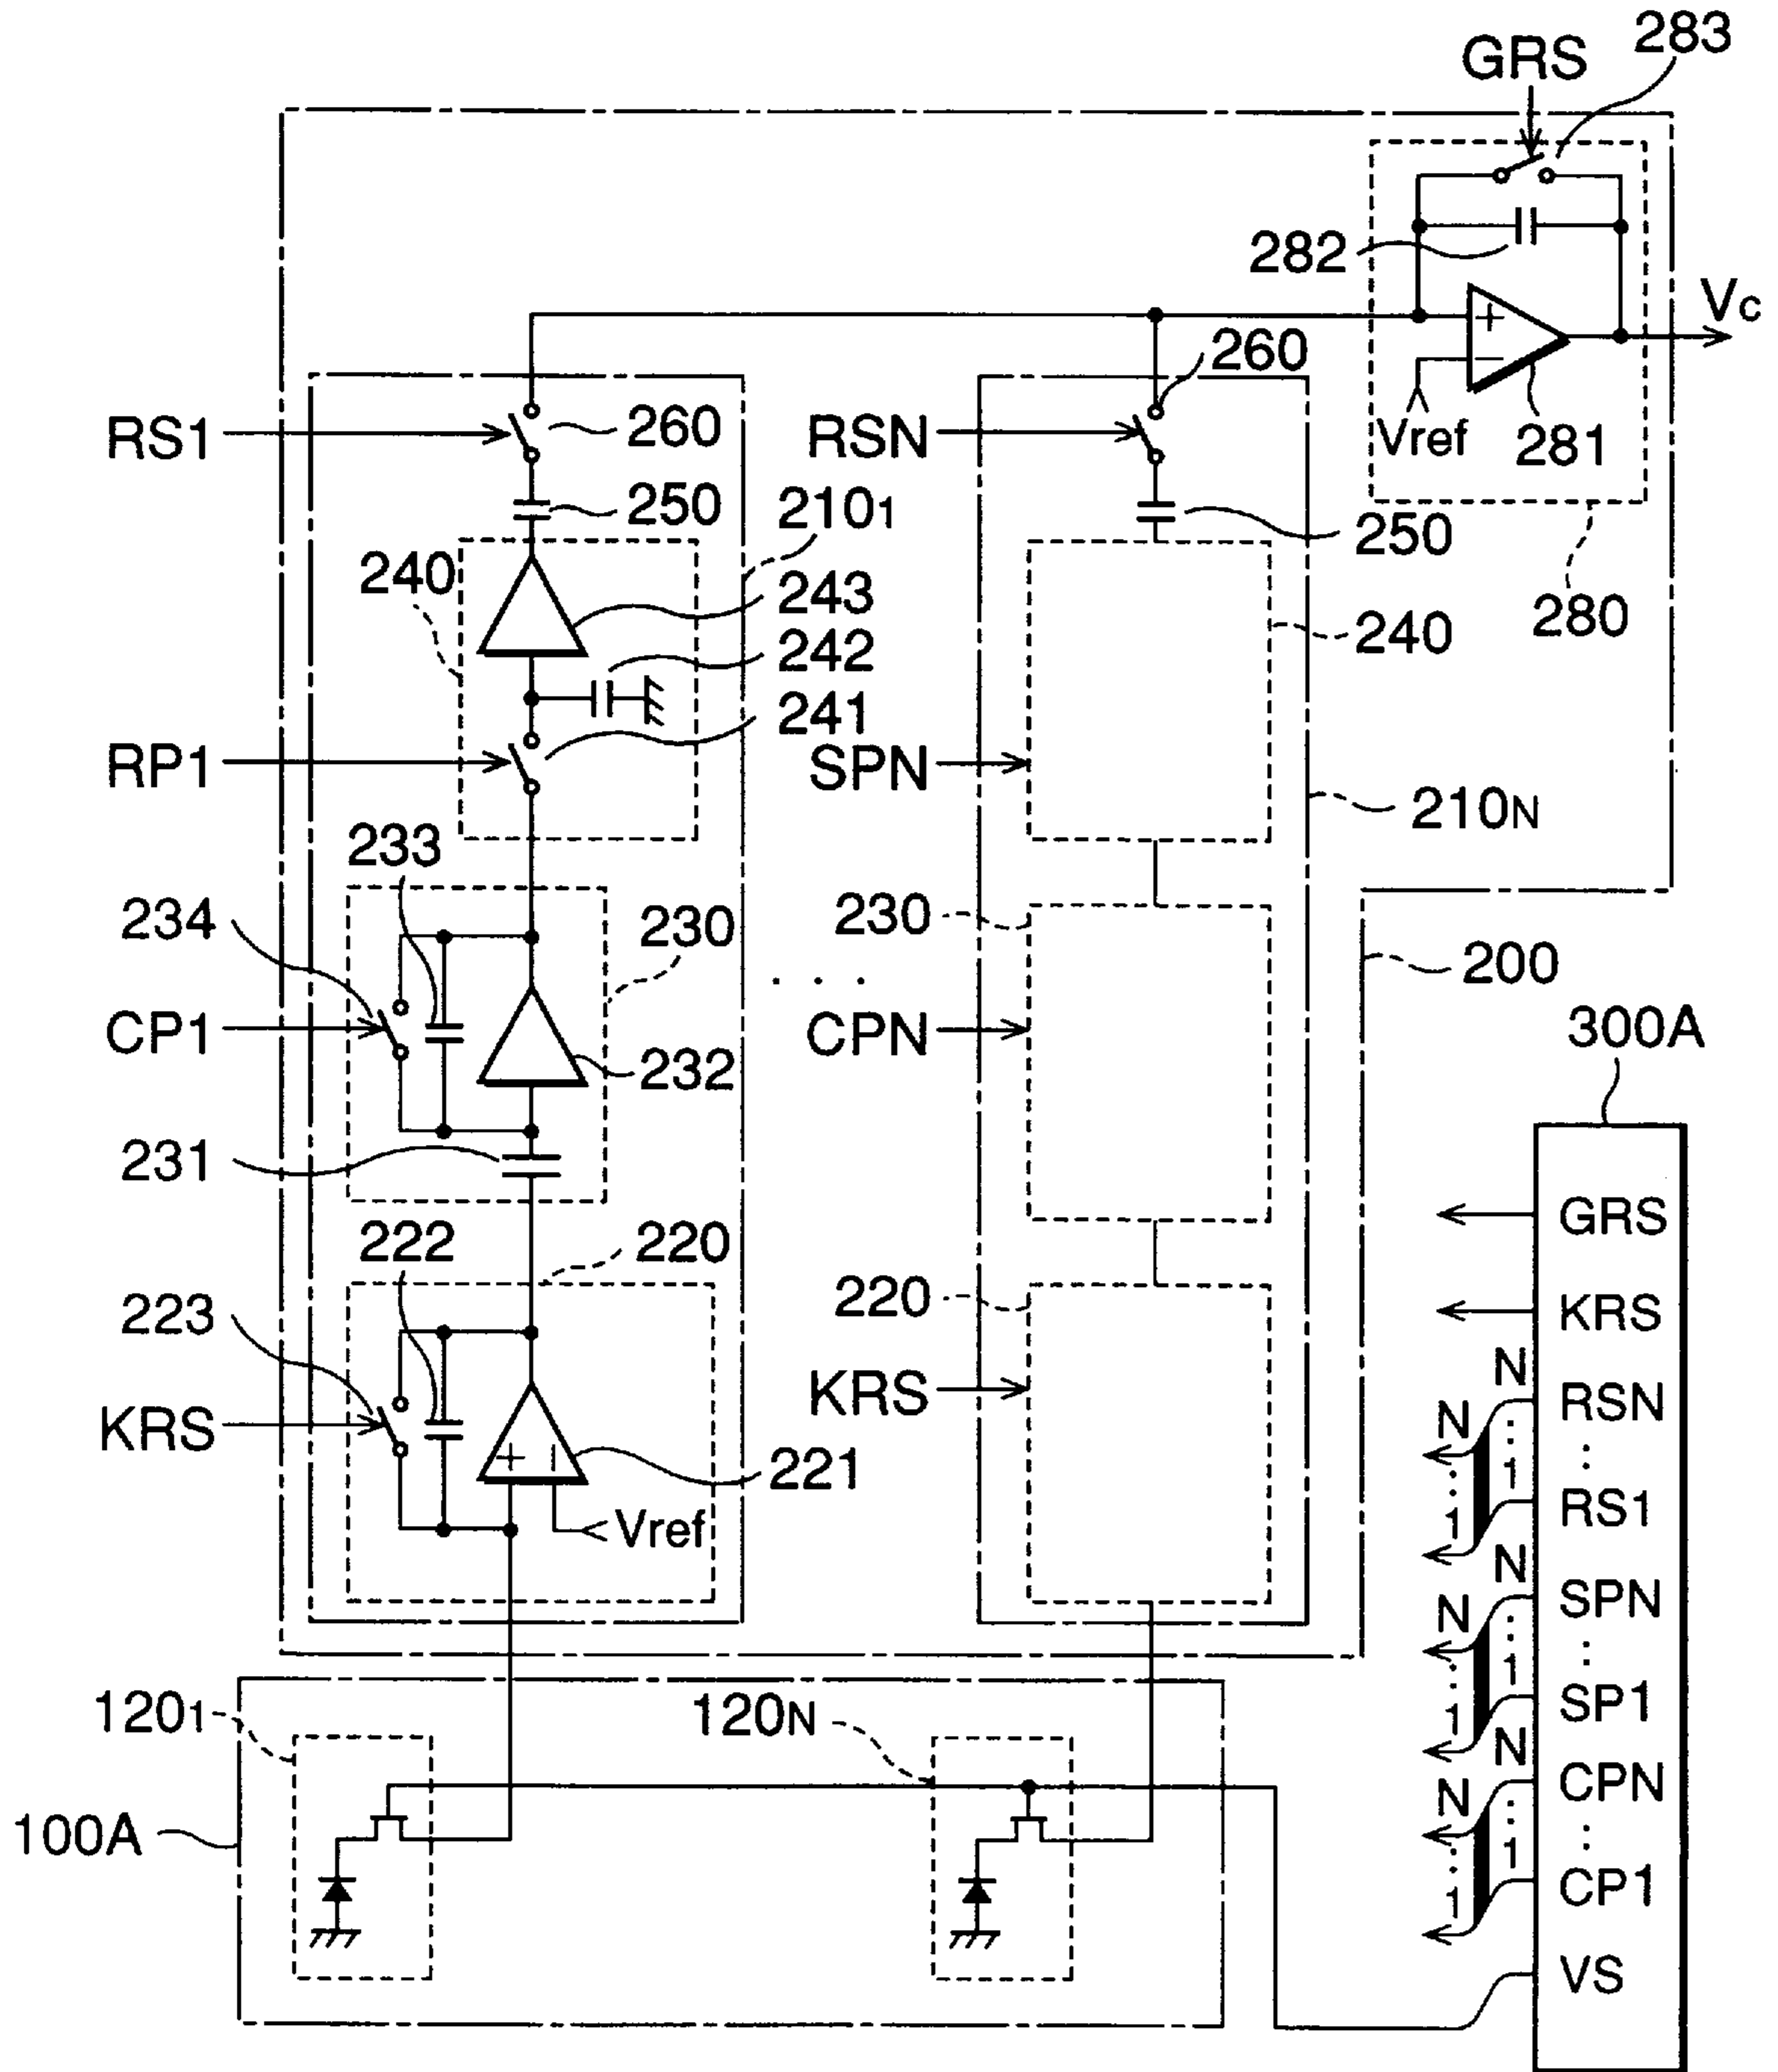 GRS
283
282
Vc
260
+
−
Vref
281
RS1
260
RSN
250
210₁
250
240
243
240
280
242
241
RP1
SPN
210N
233
234
230
230
200
CP1
. . .
CPN
232
300A
231
222
220
220
223
KRS
KRS
+
−
221
Vref
GRS
KRS
N
N
RSN
1
1
RS1
N
N
SPN
1
1
SP1
N
N
CPN
1
1
CP1
VS
120₁
120N
100A